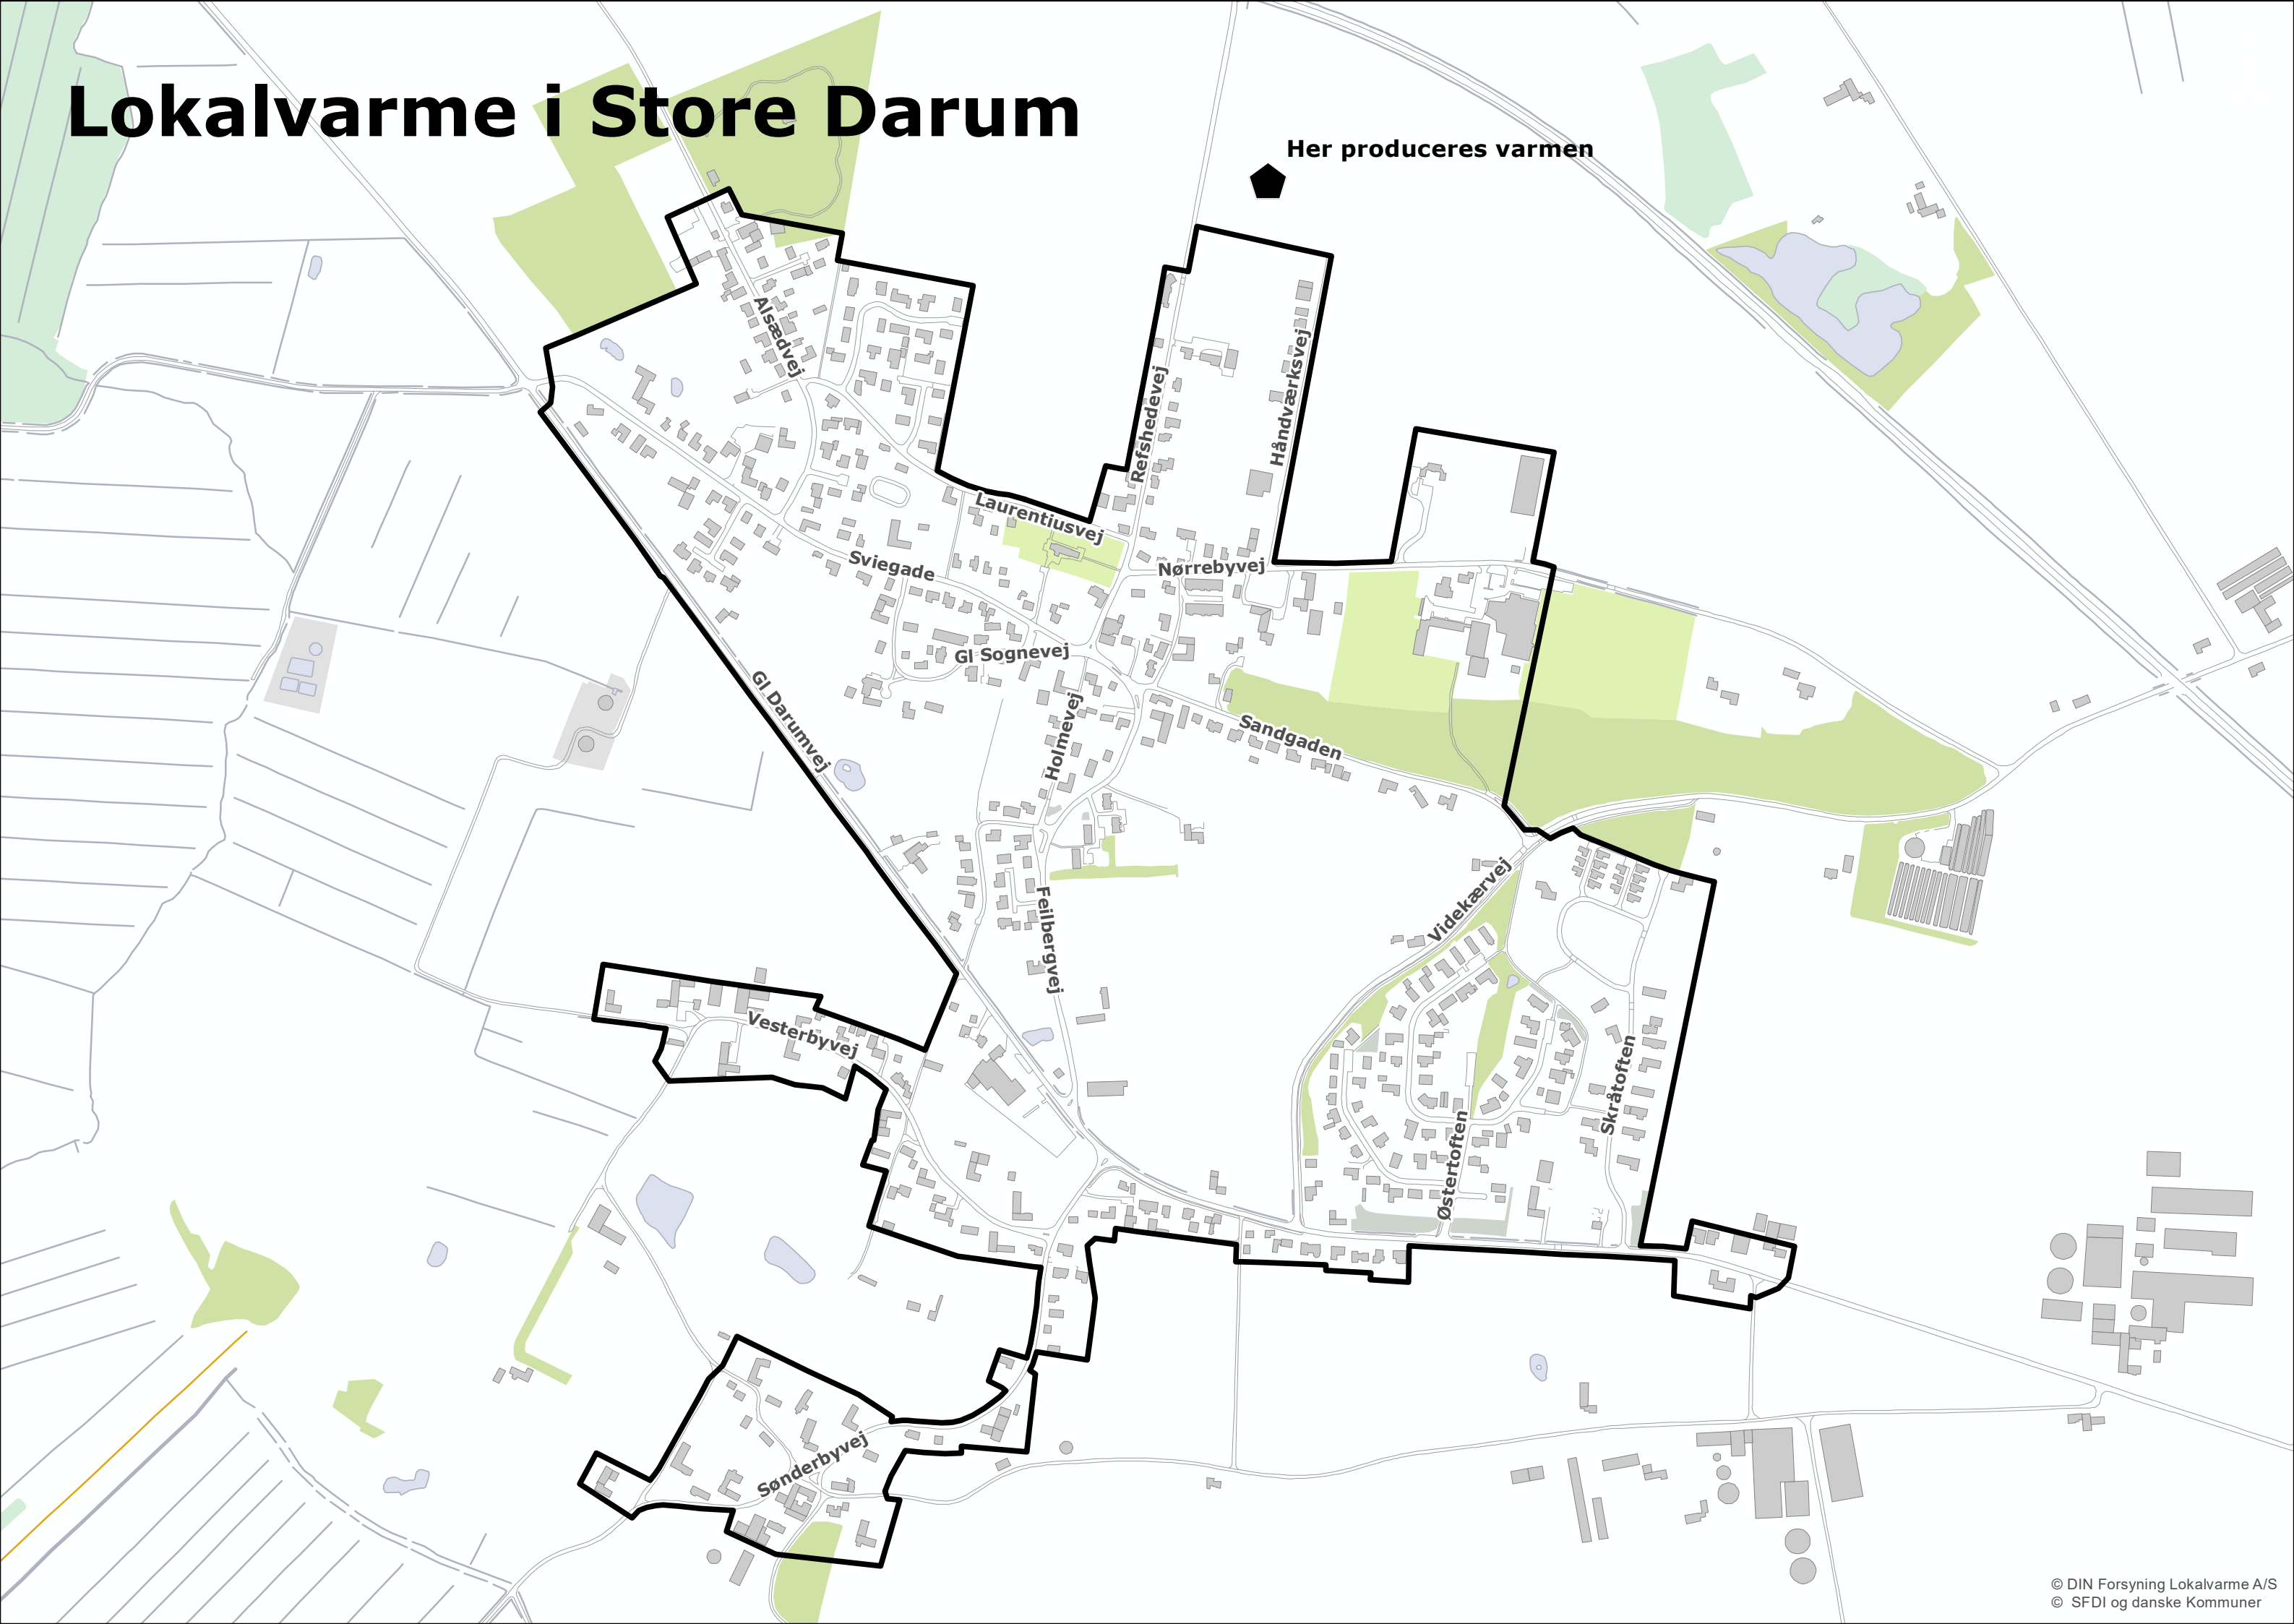 Lokalvarme i Store Darum
Her produceres varmen
Alsædvej
Refshedevej
Håndværksvej
Laurentiusvej
Sviegade
Nørrebyvej
Gl Sognevej
Gl Darumvej
Holmevej
Sandgaden
Videkærvej
Feilbergvej
Vesterbyvej
Skråtoften
Østertoften
Sønderbyvej
© DIN Forsyning Lokalvarme A/S
© SFDI og danske Kommuner